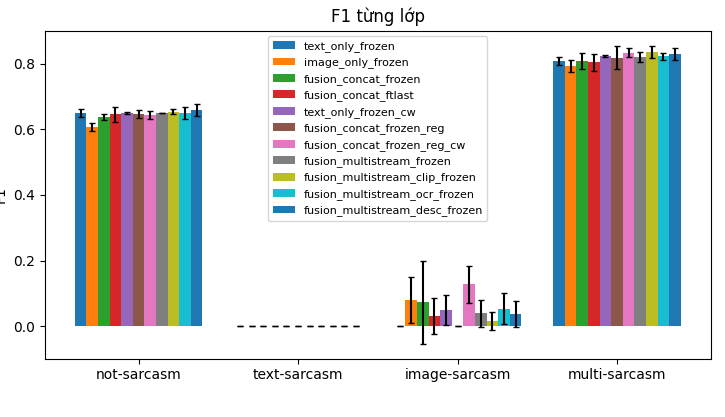 F1 từng lớp
0.8
0.6
0.4
0.2
0.0
F1
text_only_frozen
image_only_frozen
fusion_concat_frozen
fusion_concat_ftlast
text_only_frozen_cw
fusion_concat_frozen_reg
fusion_concat_frozen_reg_cw
fusion_multistream_frozen
fusion_multistream_clip_frozen
fusion_multistream_ocr_frozen
fusion_multistream_desc_frozen
not-sarcasm
text-sarcasm
image-sarcasm
multi-sarcasm